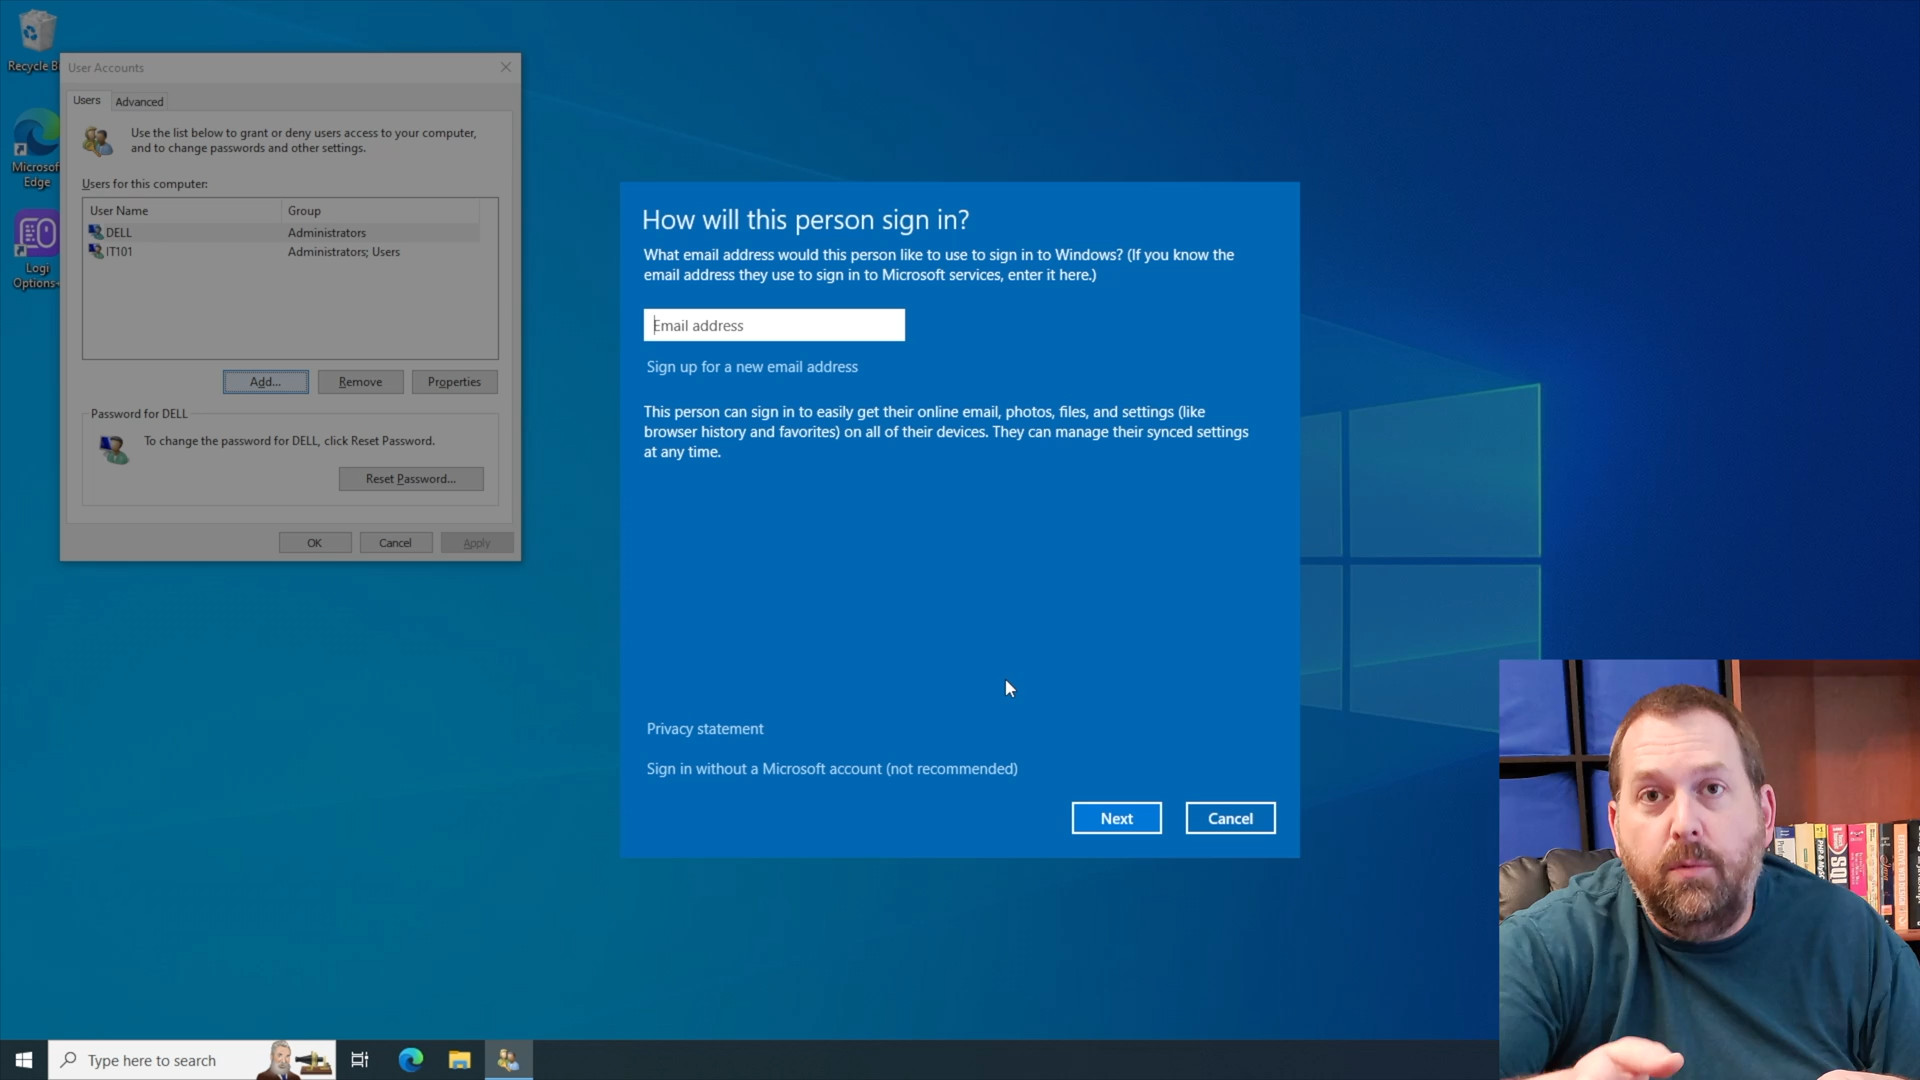 Recycle B
Microsof
Edge
Logi
Options+
User Accounts
Users
Advanced
Use the list below to grant or deny users access to your computer,
and to change passwords and other settings.
Users for this computer:
User Name
Group
DELL
Administrators
IT101
Administrators; Users
Add...
Remove
Properties
Password for DELL
To change the password for DELL, click Reset Password.
Reset Password...
OK
Cancel
Apply
How will this person sign in?
What email address would this person like to use to sign in to Windows? (If you know the
email address they use to sign in to Microsoft services, enter it here.)
Email address
Sign up for a new email address
This person can sign in to easily get their online email, photos, files, and settings (like
browser history and favorites) on all of their devices. They can manage their synced settings
at any time.
Privacy statement
Sign in without a Microsoft account (not recommended)
Next
Cancel
Type here to search
SQL